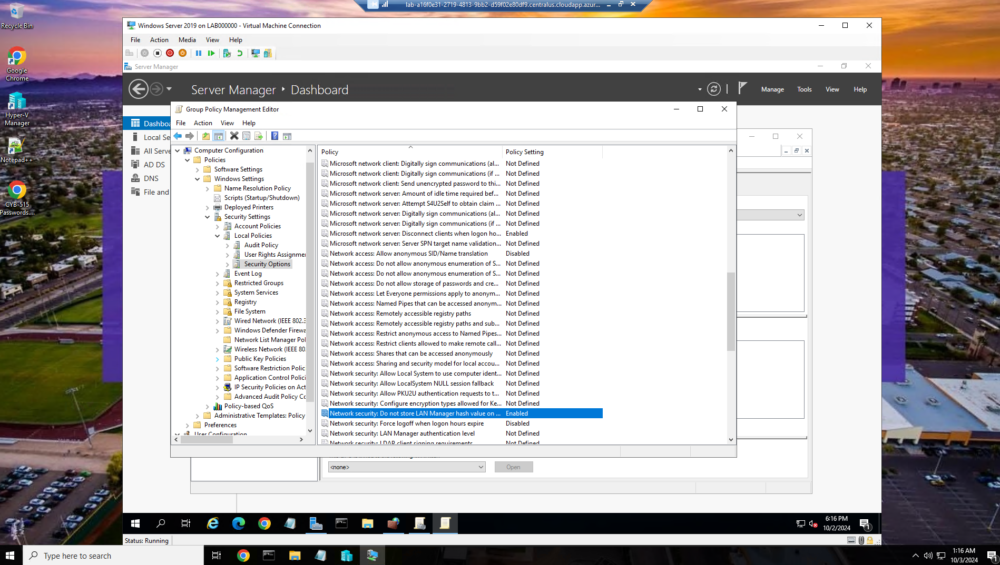 lab-a16f0e31-2719-4813-9bb2-d59f02e80df9.centralus.cloudapp.azur...
Recycle Bin
Google Chrome
Hyper-V Manager
Notepad++
CYB-515 Passwords....
Windows Server 2019 on LAB000000 - Virtual Machine Connection
File Action Media View Help
Server Manager
Server Manager Dashboard
Manage Tools View Help
Dashboa
Local Se
All Serve
AD DS
DNS
File and
Group Policy Management Editor
File Action View Help
Computer Configuration
Policies
Software Settings
Windows Settings
Name Resolution Policy
Scripts (Startup/Shutdown)
Deployed Printers
Security Settings
Account Policies
Local Policies
Audit Policy
User Rights Assignmer
Security Options
Event Log
Restricted Groups
System Services
Registry
File System
Wired Network (IEEE 802.3
Windows Defender Firewa
Network List Manager Pol
Wireless Network (IEEE 80
Public Key Policies
Software Restriction Polic
Application Control Polici
IP Security Policies on Act
Advanced Audit Policy Co
Policy-based QoS
Administrative Templates: Policy
Preferences
User Configuration
Policy Policy Setting
Microsoft network client: Digitally sign communications (al... Not Defined
Microsoft network client: Digitally sign communications (if ... Not Defined
Microsoft network client: Send unencrypted password to thi... Not Defined
Microsoft network server: Amount of idle time required bef... Not Defined
Microsoft network server: Attempt S4U2Self to obtain claim ... Not Defined
Microsoft network server: Digitally sign communications (al... Not Defined
Microsoft network server: Digitally sign communications (if ... Not Defined
Microsoft network server: Disconnect clients when logon ho... Enabled
Microsoft network server: Server SPN target name validation... Not Defined
Network access: Allow anonymous SID/Name translation Disabled
Network access: Do not allow anonymous enumeration of S... Not Defined
Network access: Do not allow anonymous enumeration of S... Not Defined
Network access: Do not allow storage of passwords and cre... Not Defined
Network access: Let Everyone permissions apply to anonym... Not Defined
Network access: Named Pipes that can be accessed anonym... Not Defined
Network access: Remotely accessible registry paths Not Defined
Network access: Remotely accessible registry paths and sub... Not Defined
Network access: Restrict anonymous access to Named Pipes... Not Defined
Network access: Restrict clients allowed to make remote call... Not Defined
Network access: Shares that can be accessed anonymously Not Defined
Network access: Sharing and security model for local accou... Not Defined
Network security: Allow Local System to use computer ident... Not Defined
Network security: Allow LocalSystem NULL session fallback Not Defined
Network security: Allow PKU2U authentication requests to t... Not Defined
Network security: Configure encryption types allowed for Ke... Not Defined
Network security: Do not store LAN Manager hash value on ... Enabled
Network security: Force logoff when logon hours expire Disabled
Network security: LAN Manager authentication level Not Defined
Network security: LDAP client signing requirements Not Defined
<none> Open
6:16 PM
10/2/2024
1
Status: Running
Type here to search
1:16 AM
10/3/2024
1